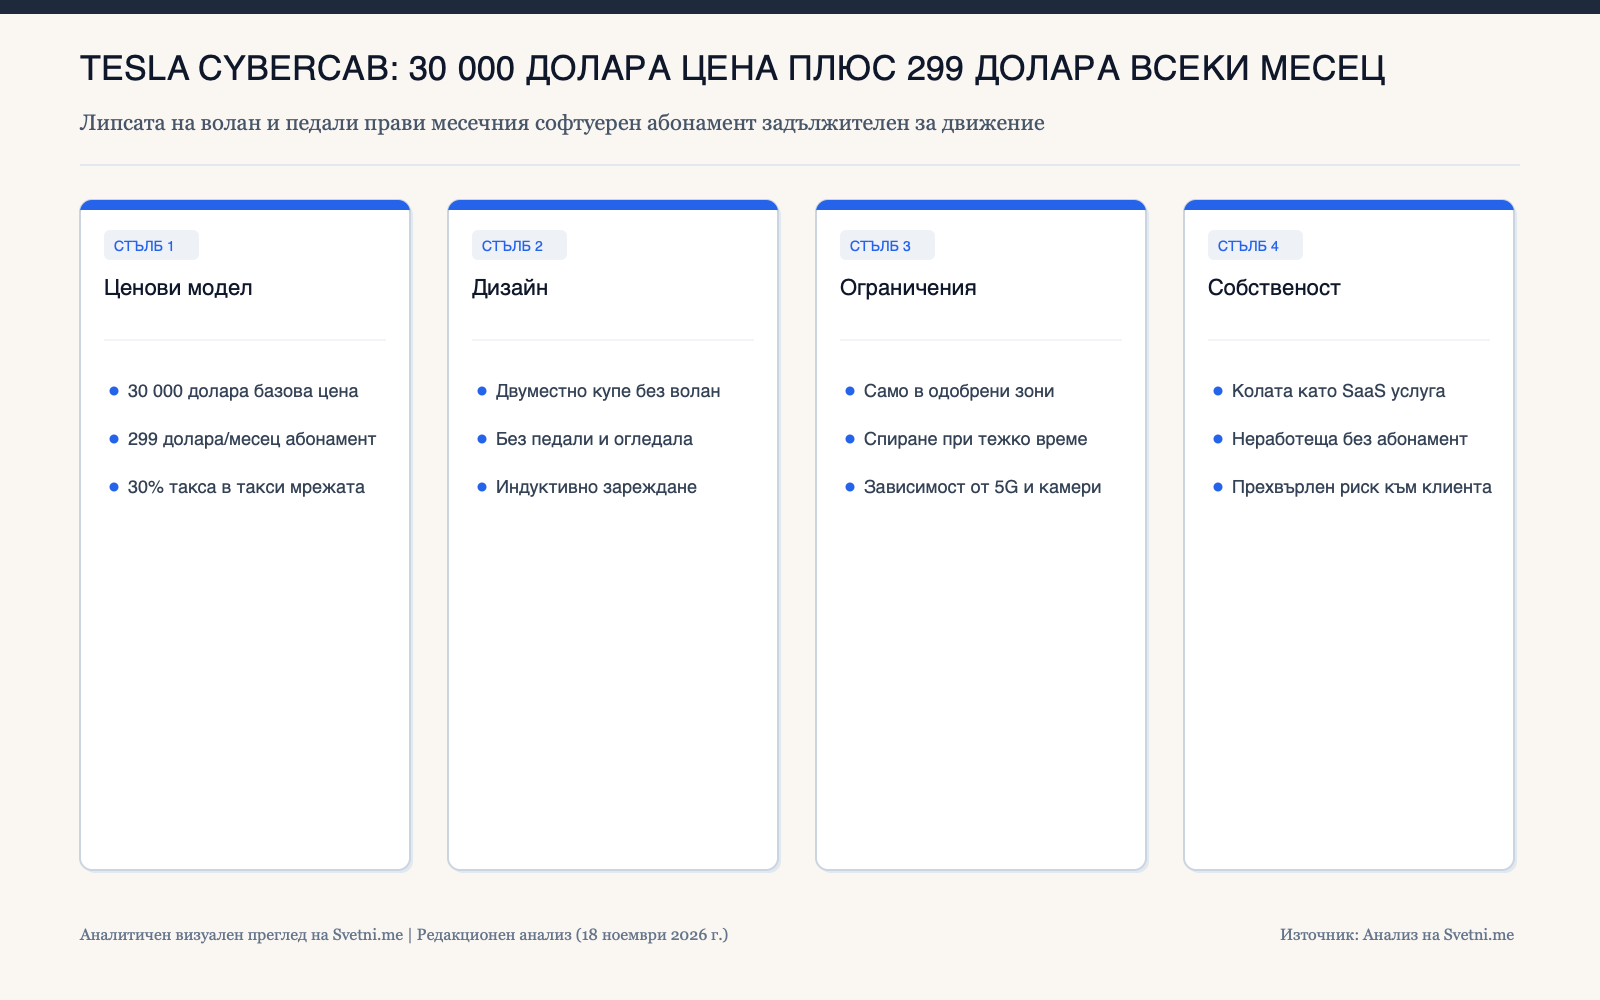 TESLA CYBERCAB: 30 000 ДОЛАРА ЦЕНА ПЛЮС 299 ДОЛАРА ВСЕКИ МЕСЕЦ
Липсата на волан и педали прави месечния софтуерен абонамент задължителен за движение
СТЪЛБ 1
Ценови модел
30 000 долара базова цена
299 долара/месец абонамент
30% такса в такси мрежата
СТЪЛБ 2
Дизайн
Двуместно купе без волан
Без педали и огледала
Индуктивно зареждане
СТЪЛБ 3
Ограничения
Само в одобрени зони
Спиране при тежко време
Зависимост от 5G и камери
СТЪЛБ 4
Собственост
Колата като SaaS услуга
Неработеща без абонамент
Прехвърлен риск към клиента
Аналитичен визуален преглед на Svetni.me | Редакционен анализ (18 ноември 2026 г.)
Източник: Анализ на Svetni.me